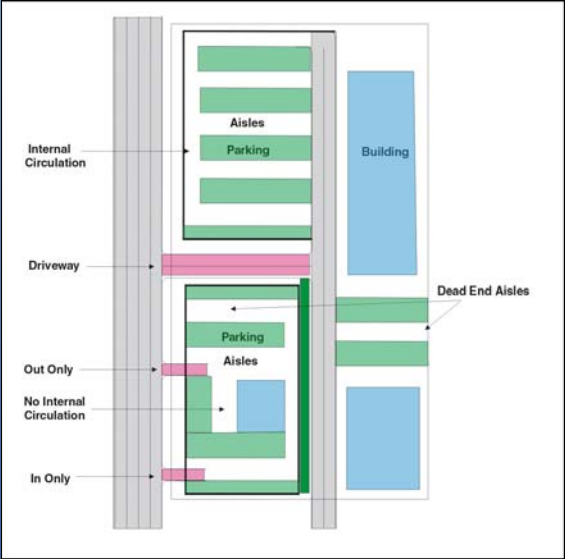 Aisles
Internal
Circulation
Parking
Building
Driveway
Dead End Aisles
Parking
Aisles
Out Only
No Internal
Circulation
In Only